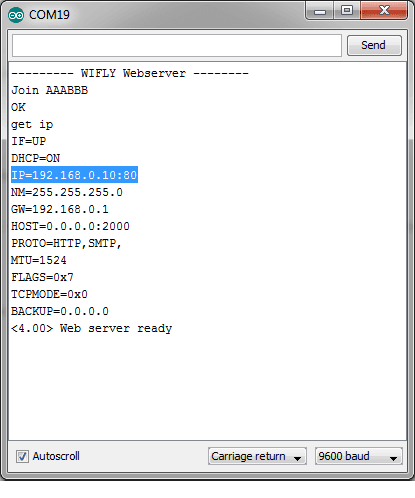 COM19
Send
--------- WIFLY Webserver --------
Join AAABBB
OK
get ip
IF=UP
DHCP=ON
IP=192.168.0.10:80
NM=255.255.255.0
GW=192.168.0.1
HOST=0.0.0.0:2000
PROTO=HTTP,SMTP,
MTU=1524
FLAGS=0x7
TCPMODE=0x0
BACKUP=0.0.0.0
<4.00> Web server ready
Autoscroll Carriage return 9600 baud